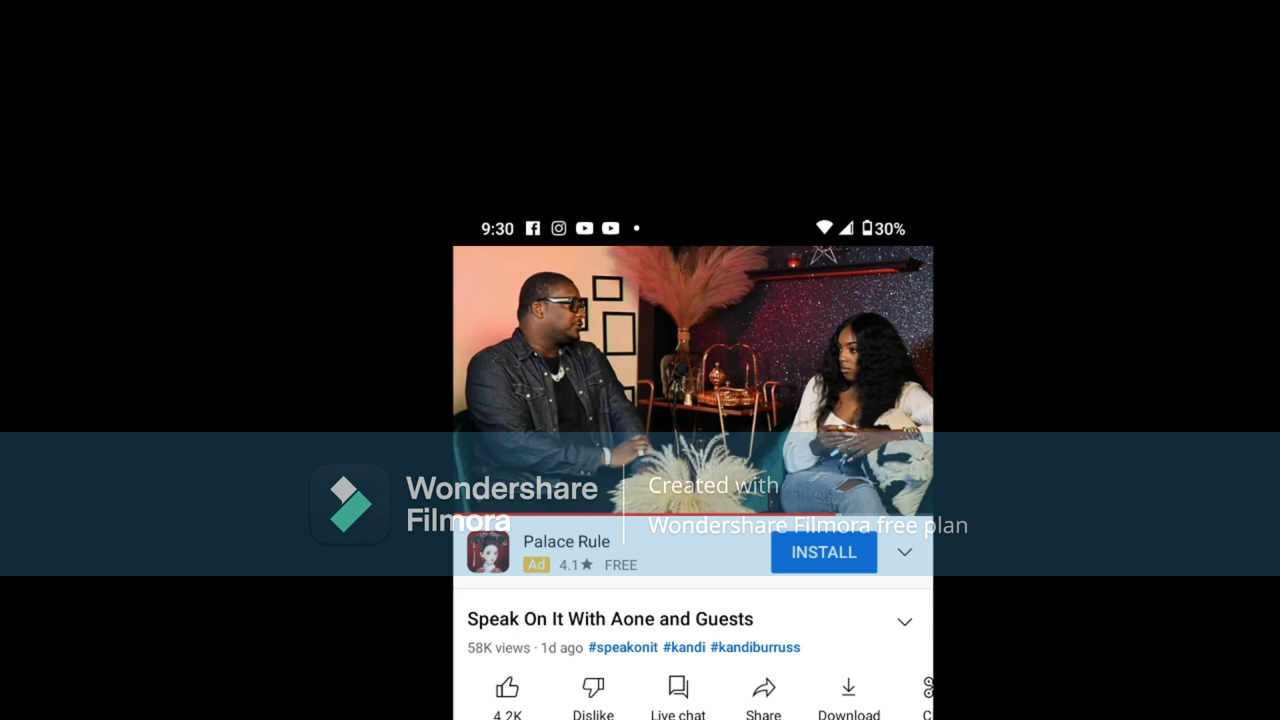 9:30
30%
Wondershare
Filmora
Created with
Wondershare Filmora free plan
Palace Rule
INSTALL
Ad 4.1★ FREE
Speak On It With Aone and Guests
58K views · 1d ago #speakonit #kandi #kandiburruss
4.2K Dislike Live chat Share Download C